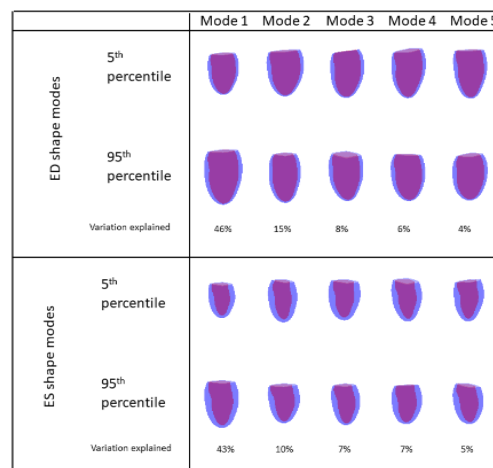 Mode 1 Mode 2 Mode 3 Mode 4 Mode 5
ED shape modes
5th
percentile
95th
percentile
Variation explained 46% 15% 8% 6% 4%
ES shape modes
5th
percentile
95th
percentile
Variation explained 43% 10% 7% 7% 5%